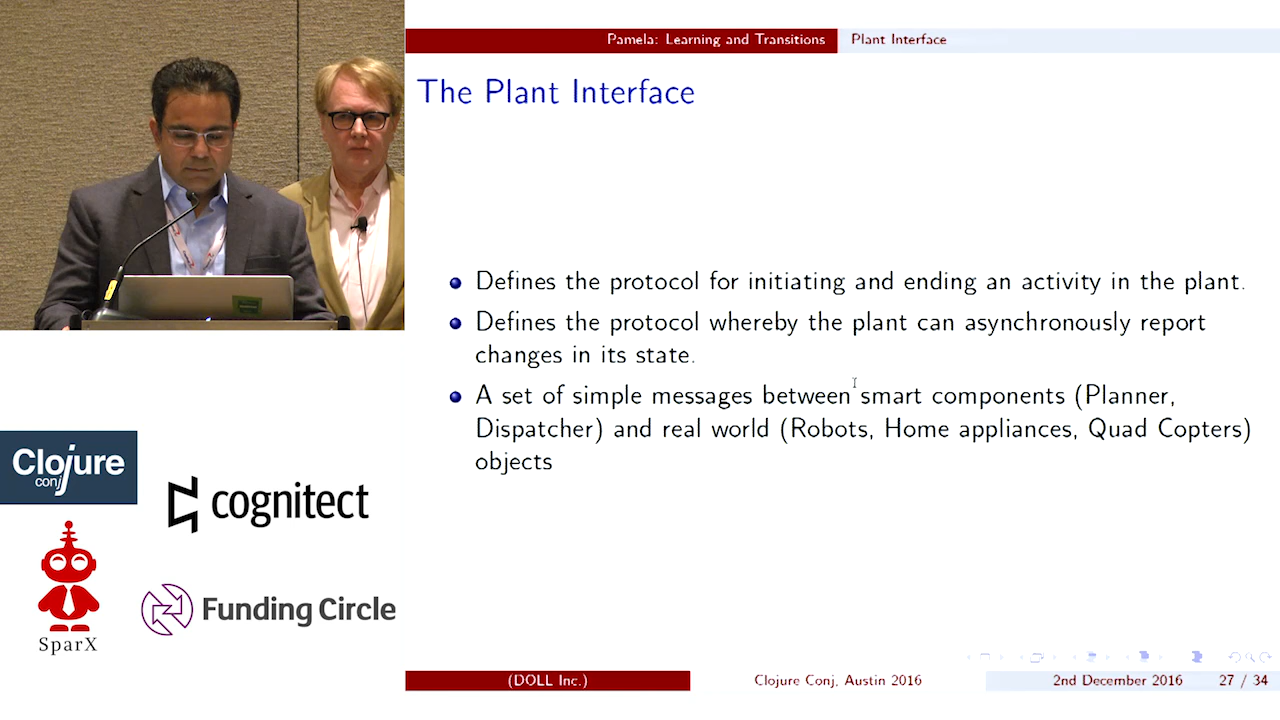 Pamela: Learning and Transitions Plant Interface
The Plant Interface
Defines the protocol for initiating and ending an activity in the plant.
Defines the protocol whereby the plant can asynchronously report
changes in its state.
A set of simple messages between smart components (Planner,
Dispatcher) and real world (Robots, Home appliances, Quad Copters)
objects
Clojure
conj
cognitect
SparX
Funding Circle
(DOLL Inc.) Clojure Conj, Austin 2016 2nd December 2016 27 / 34